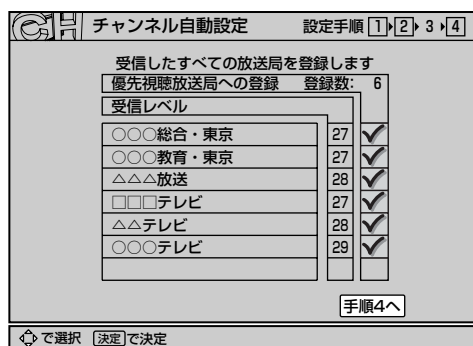 CH チャンネル自動設定 設定手順 1 2 3 4
受信したすべての放送局を登録します
優先視聴放送局への登録 登録数: 6
受信レベル
○○○総合・東京 27 ✓
○○○教育・東京 27 ✓
△△△放送 28 ✓
□□□テレビ 27 ✓
△△テレビ 28 ✓
○○○テレビ 29 ✓
手順4へ
で選択 決定で決定